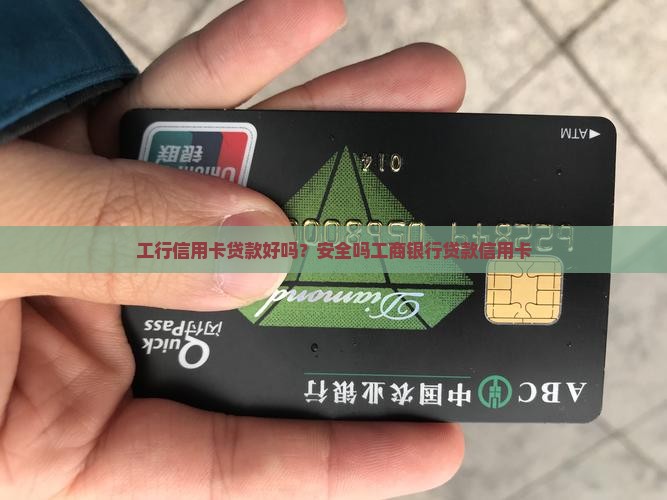 ATM
银联
014
工行信用卡贷款好吗？安全吗工商银行贷款信用卡
Diamond
Quick Pass
闪付
ABC 中国农业银行